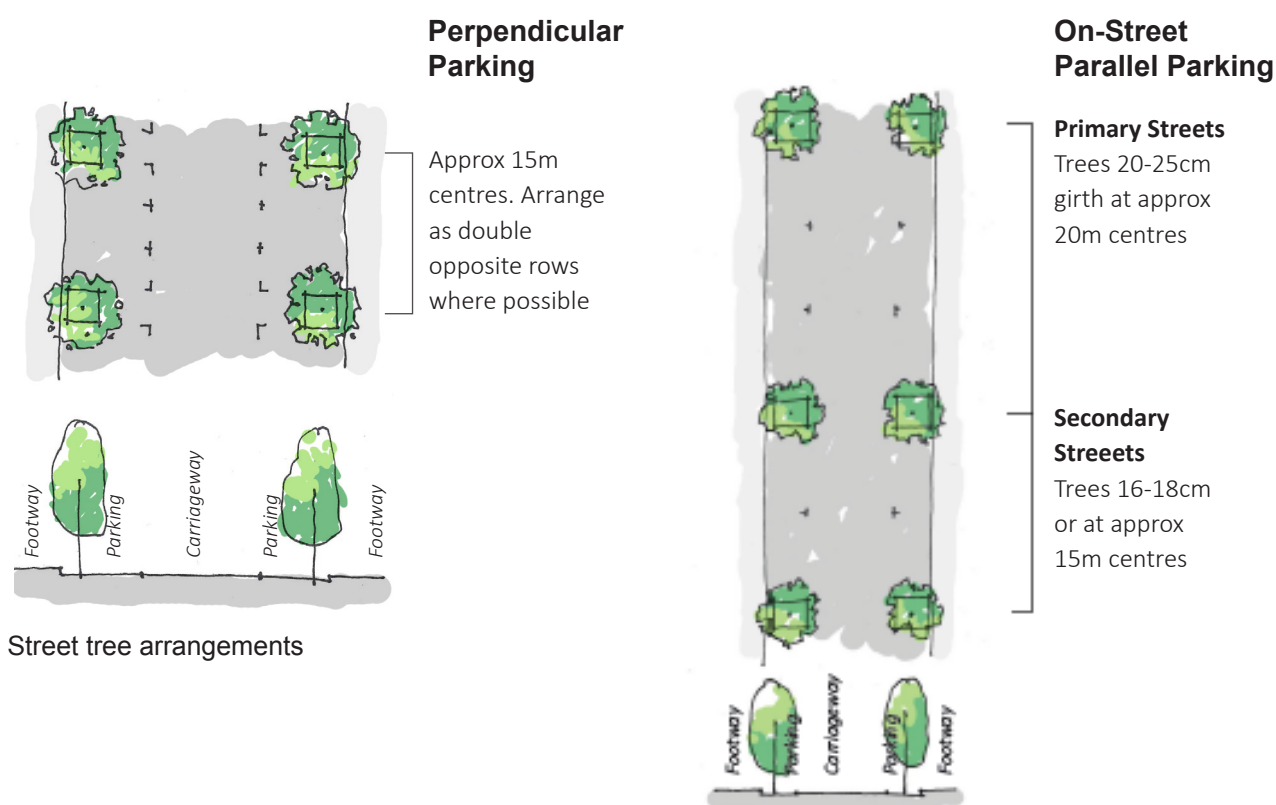 Perpendicular
Parking
Approx 15m
centres. Arrange
as double
opposite rows
where possible
Footway
Parking
Carriageway
Parking
Footway
Street tree arrangements
On-Street
Parallel Parking
Primary Streets
Trees 20-25cm
girth at approx
20m centres
Secondary
Streeets
Trees 16-18cm
or at approx
15m centres
Footway
Parking
Carriageway
Parking
Footway